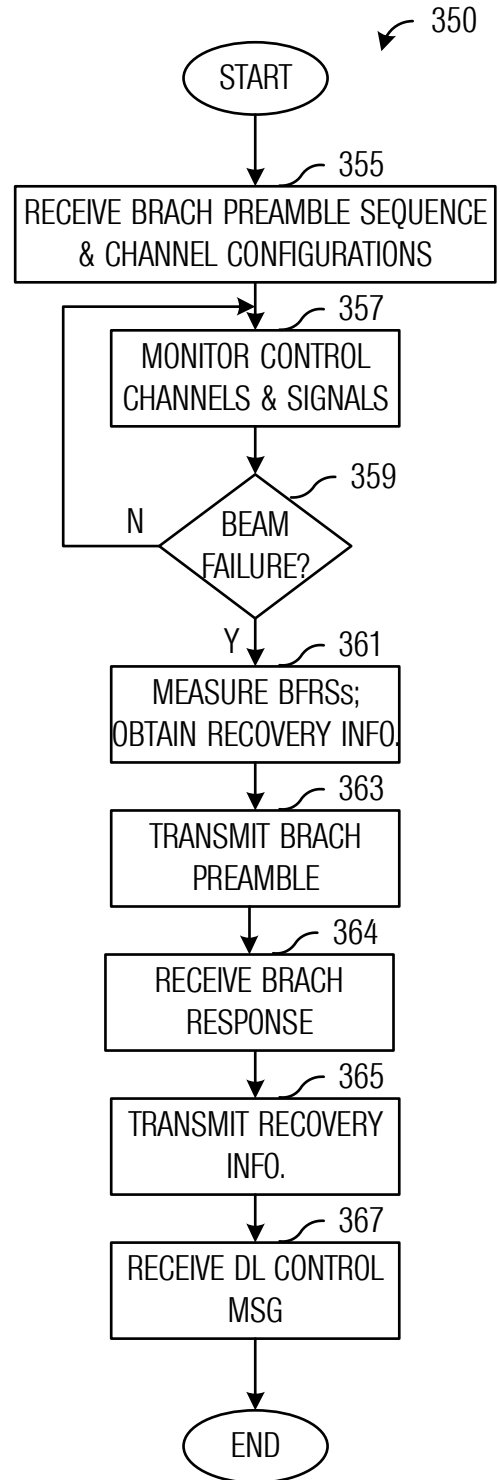 350
START
355
RECEIVE BRACH PREAMBLE SEQUENCE
& CHANNEL CONFIGURATIONS
357
MONITOR CONTROL
CHANNELS & SIGNALS
359
BEAM
FAILURE?
N
Y
361
MEASURE BFRSs;
OBTAIN RECOVERY INFO.
363
TRANSMIT BRACH
PREAMBLE
364
RECEIVE BRACH
RESPONSE
365
TRANSMIT RECOVERY
INFO.
367
RECEIVE DL CONTROL
MSG
END